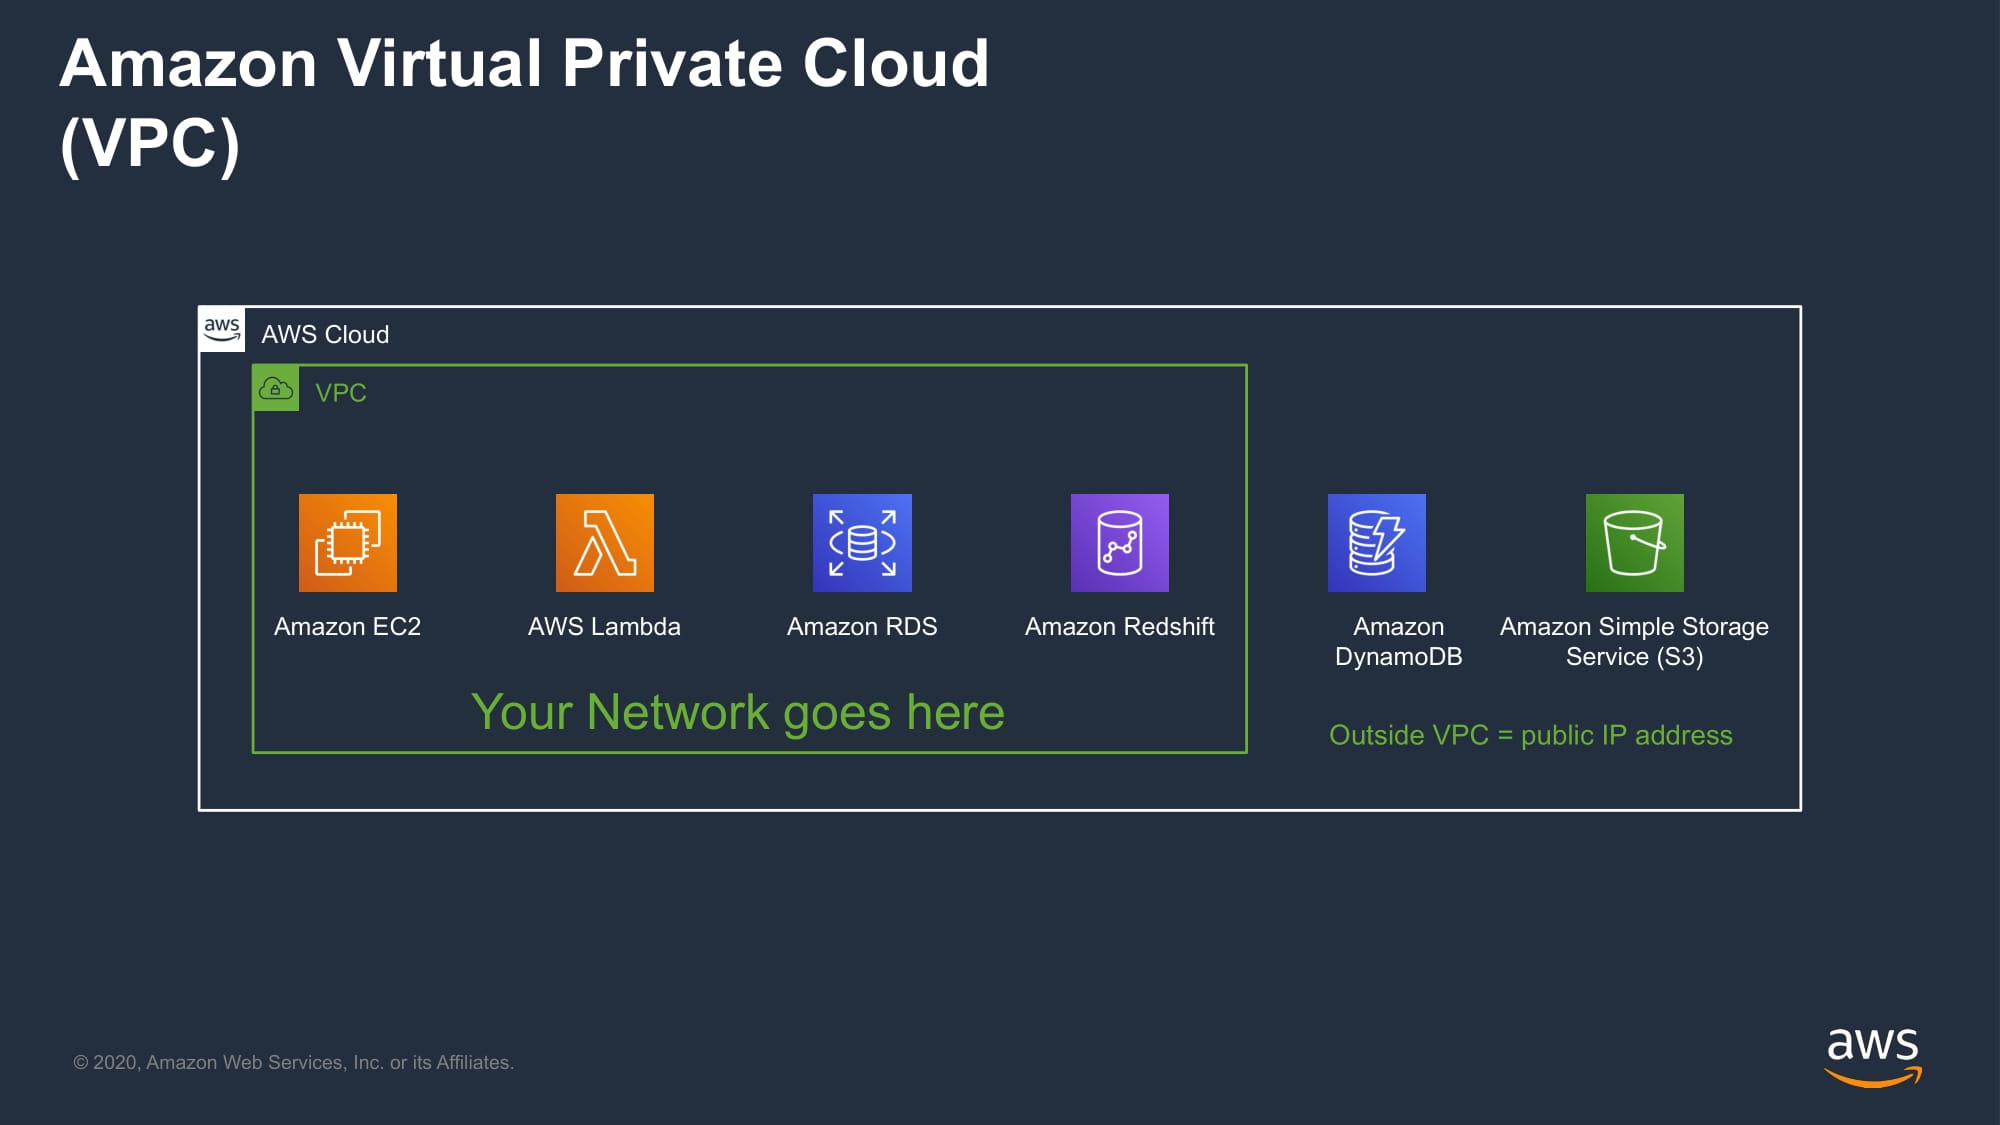 Amazon Virtual Private Cloud
(VPC)
aws
AWS Cloud
VPC
Amazon EC2
AWS Lambda
Amazon RDS
Amazon Redshift
Amazon
DynamoDB
Amazon Simple Storage
Service (S3)
Your Network goes here
Outside VPC = public IP address
© 2020, Amazon Web Services, Inc. or its Affiliates.
aws